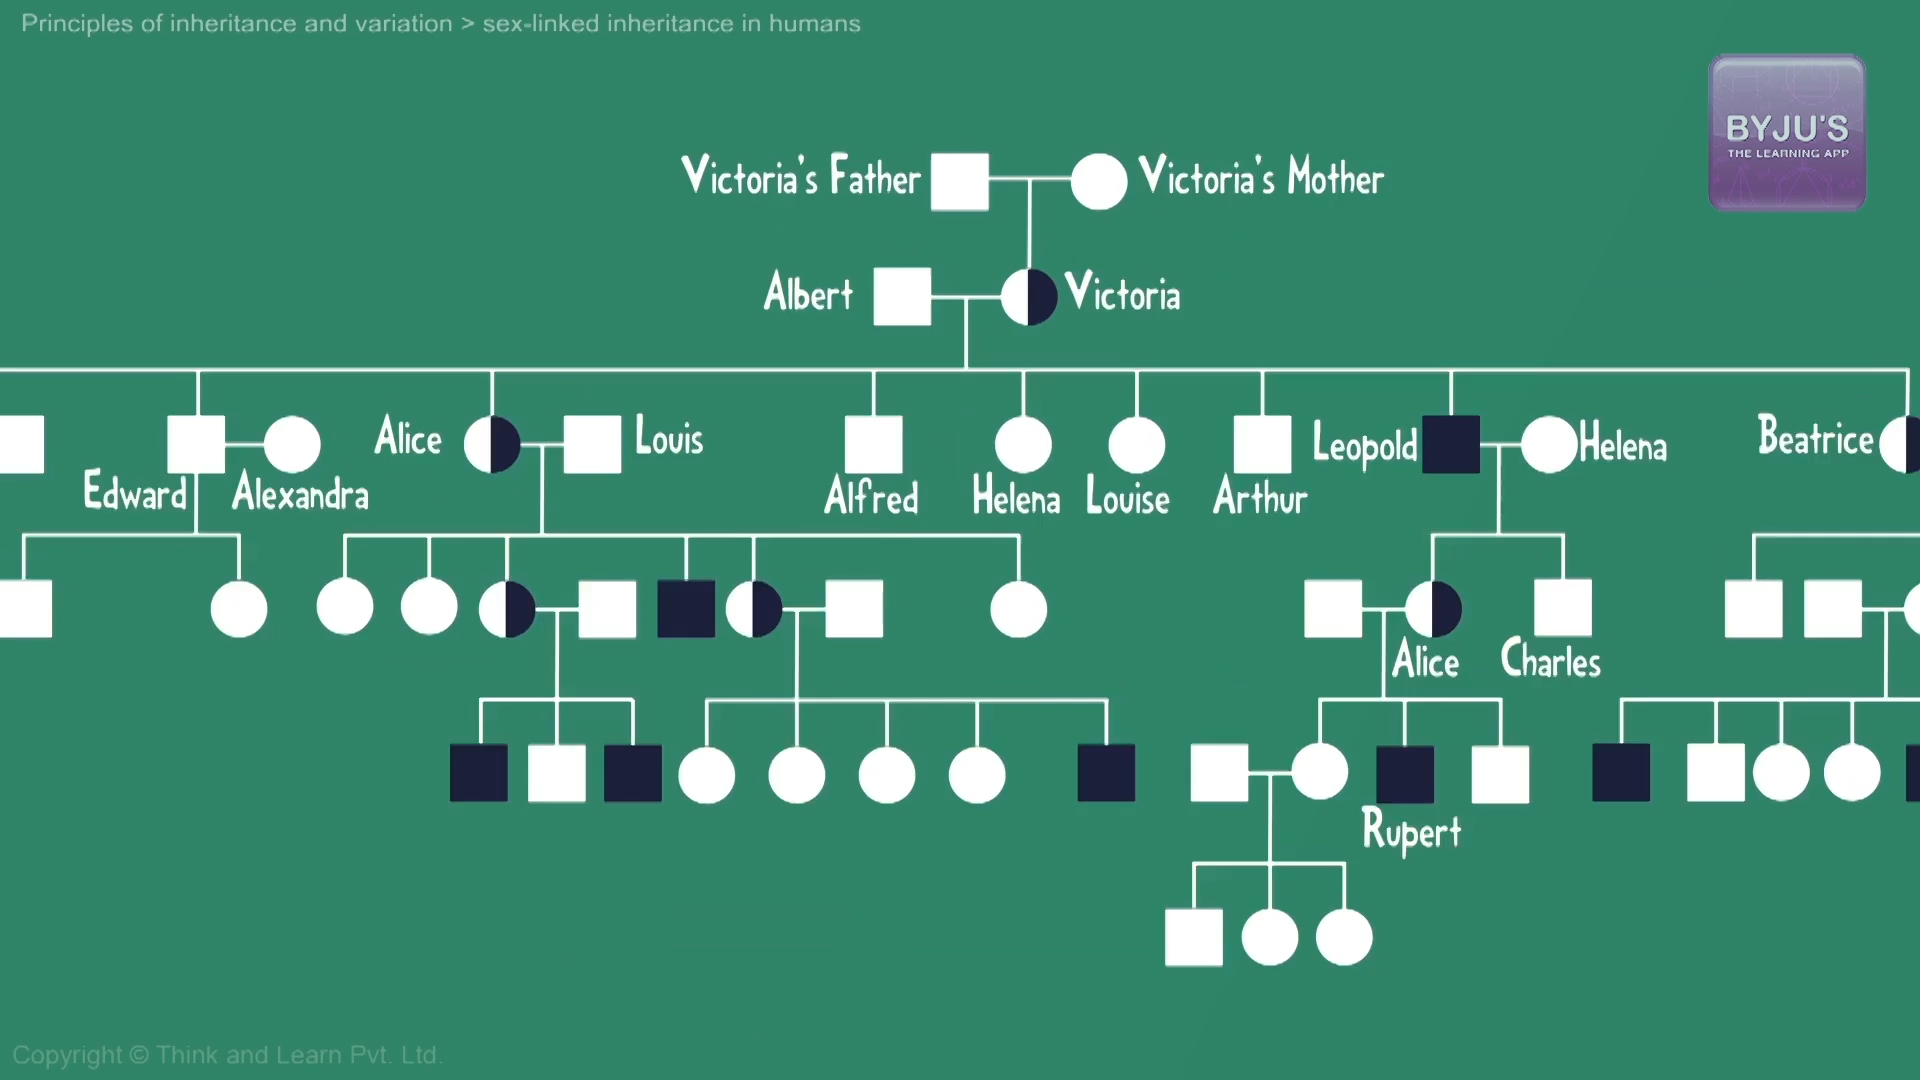 Principles of inheritance and variation > sex-linked inheritance in humans
BYJU'S
THE LEARNING APP
Victoria's Father
Victoria's Mother
Albert
Victoria
Alice
Louis
Leopold
Helena
Beatrice
Edward
Alexandra
Alfred
Helena
Louise
Arthur
Alice
Charles
Rupert
Copyright © Think and Learn Pvt. Ltd.